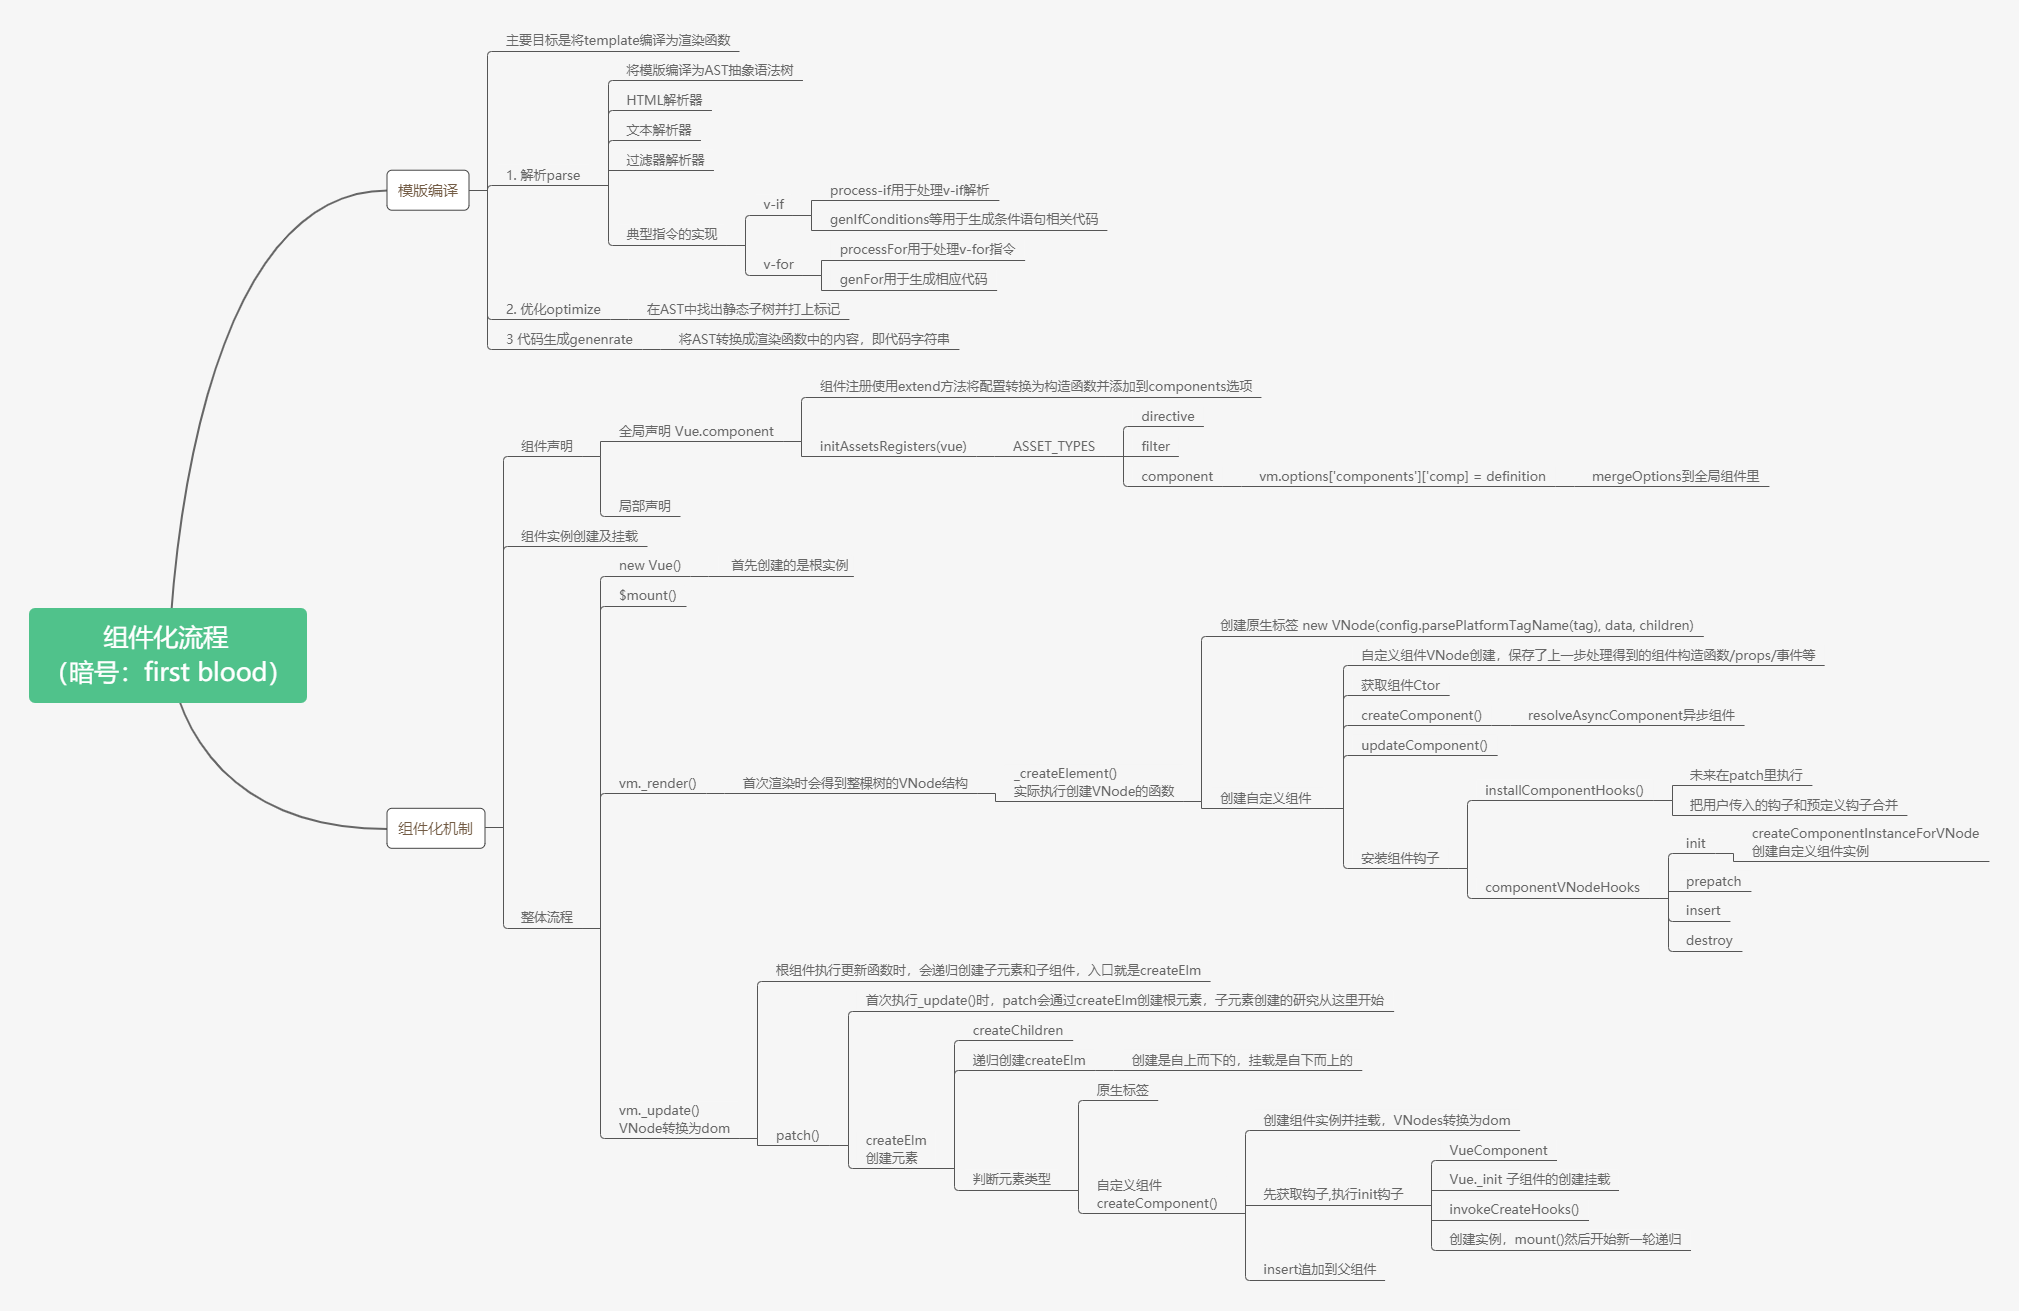 组件化流程
（暗号：first blood）
模版编译
主要目标是将template编译为渲染函数
1. 解析parse
将模版编译为AST抽象语法树
HTML解析器
文本解析器
过滤器解析器
典型指令的实现
v-if
process-if用于处理v-if解析
genIfConditions等用于生成条件语句相关代码
v-for
processFor用于处理v-for指令
genFor用于生成相应代码
2. 优化optimize
在AST中找出静态子树并打上标记
3 代码生成genenrate
将AST转换成渲染函数中的内容，即代码字符串
组件化机制
组件声明
全局声明 Vue.component
组件注册使用extend方法将配置转换为构造函数并添加到components选项
initAssetsRegisters(vue)
ASSET_TYPES
directive
filter
component
vm.options['components']['comp] = definition
mergeOptions到全局组件里
局部声明
组件实例创建及挂载
整体流程
new Vue()
首先创建的是根实例
$mount()
vm._render()
首次渲染时会得到整棵树的VNode结构
_createElement()
实际执行创建VNode的函数
创建原生标签 new VNode(config.parsePlatformTagName(tag), data, children)
创建自定义组件
自定义组件VNode创建，保存了上一步处理得到的组件构造函数/props/事件等
获取组件Ctor
createComponent()
resolveAsyncComponent异步组件
updateComponent()
安装组件钩子
installComponentHooks()
未来在patch里执行
把用户传入的钩子和预定义钩子合并
componentVNodeHooks
init
createComponentInstanceForVNode
创建自定义组件实例
prepatch
insert
destroy
vm._update()
VNode转换为dom
根组件执行更新函数时，会递归创建子元素和子组件，入口就是createElm
patch()
首次执行_update()时，patch会通过createElm创建根元素，子元素创建的研究从这里开始
createElm
创建元素
createChildren
递归创建createElm
创建是自上而下的，挂载是自下而上的
判断元素类型
原生标签
自定义组件
createComponent()
创建组件实例并挂载，VNodes转换为dom
先获取钩子,执行init钩子
VueComponent
Vue._init 子组件的创建挂载
invokeCreateHooks()
创建实例，mount()然后开始新一轮递归
insert追加到父组件